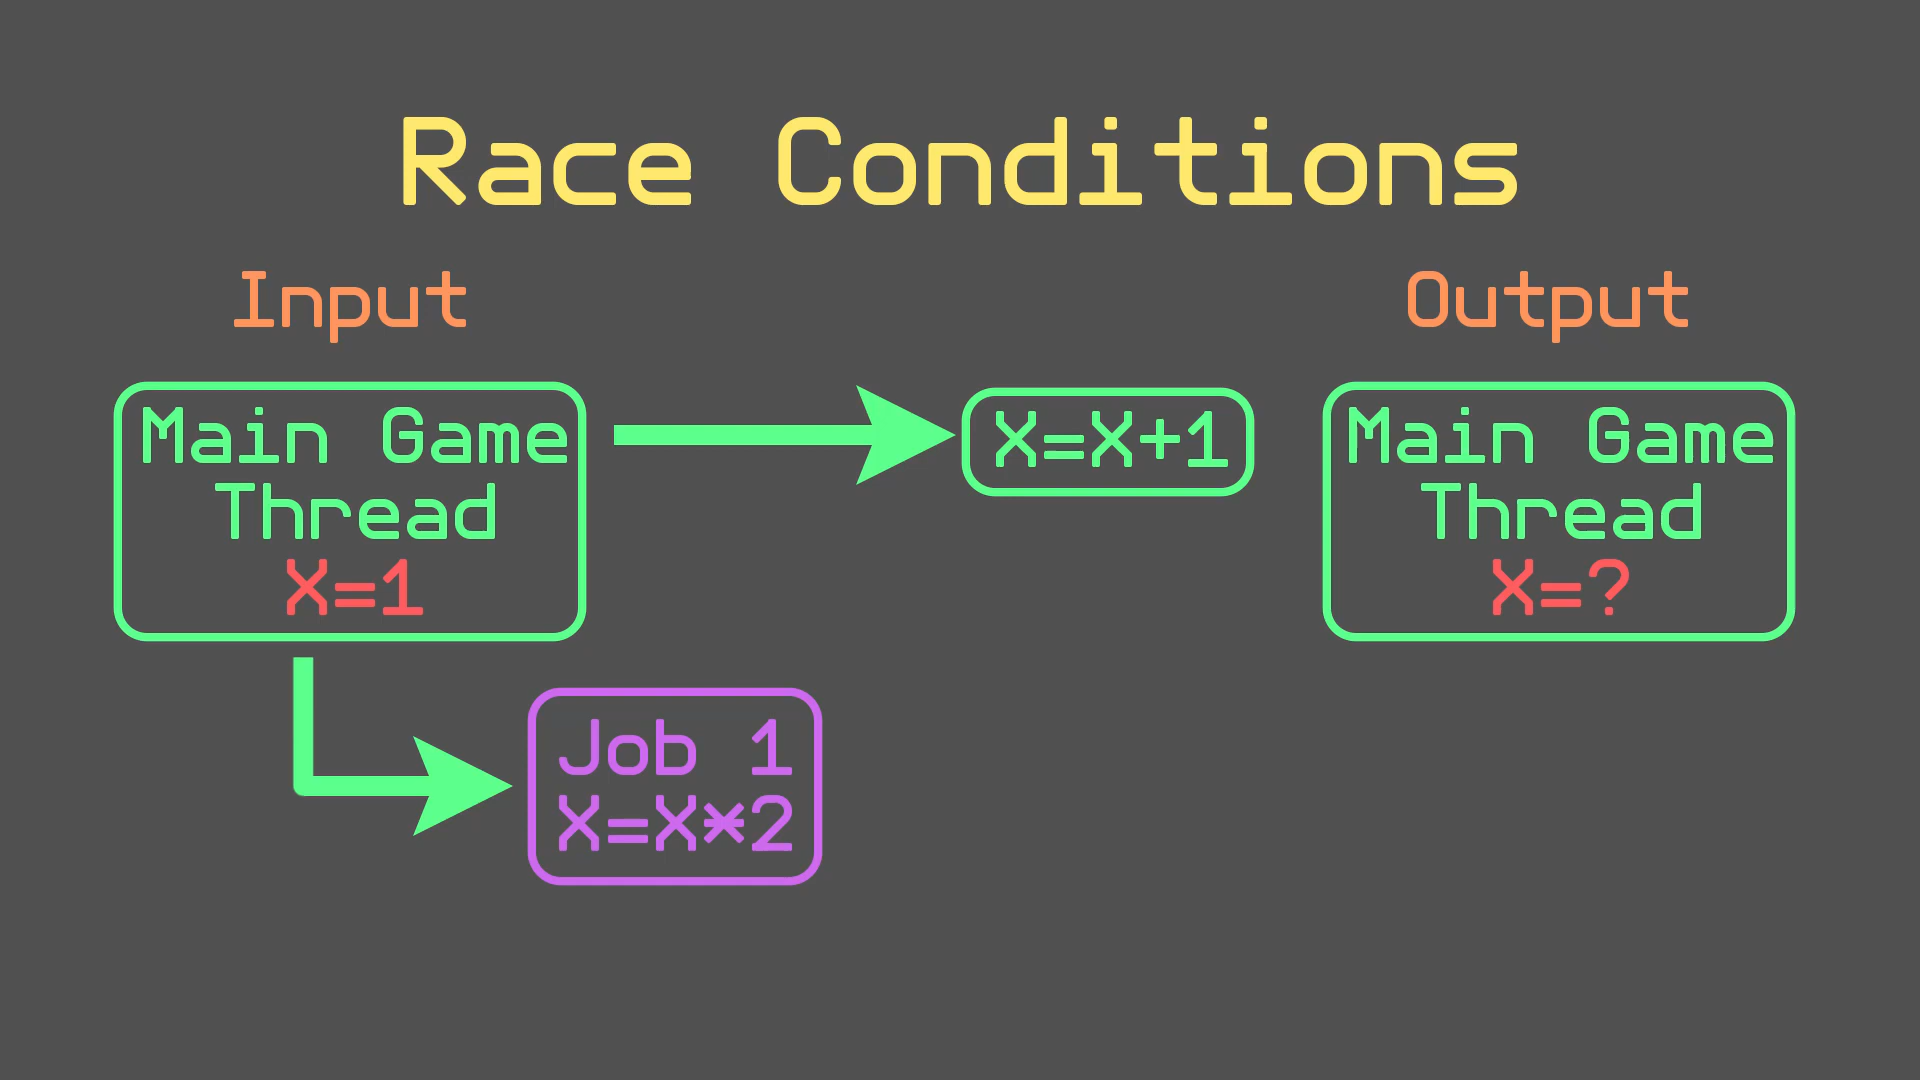 Race Conditions
Input
Output
Main Game
Thread
X=1
X=X+1
Main Game
Thread
X=?
Job 1
X=X*2